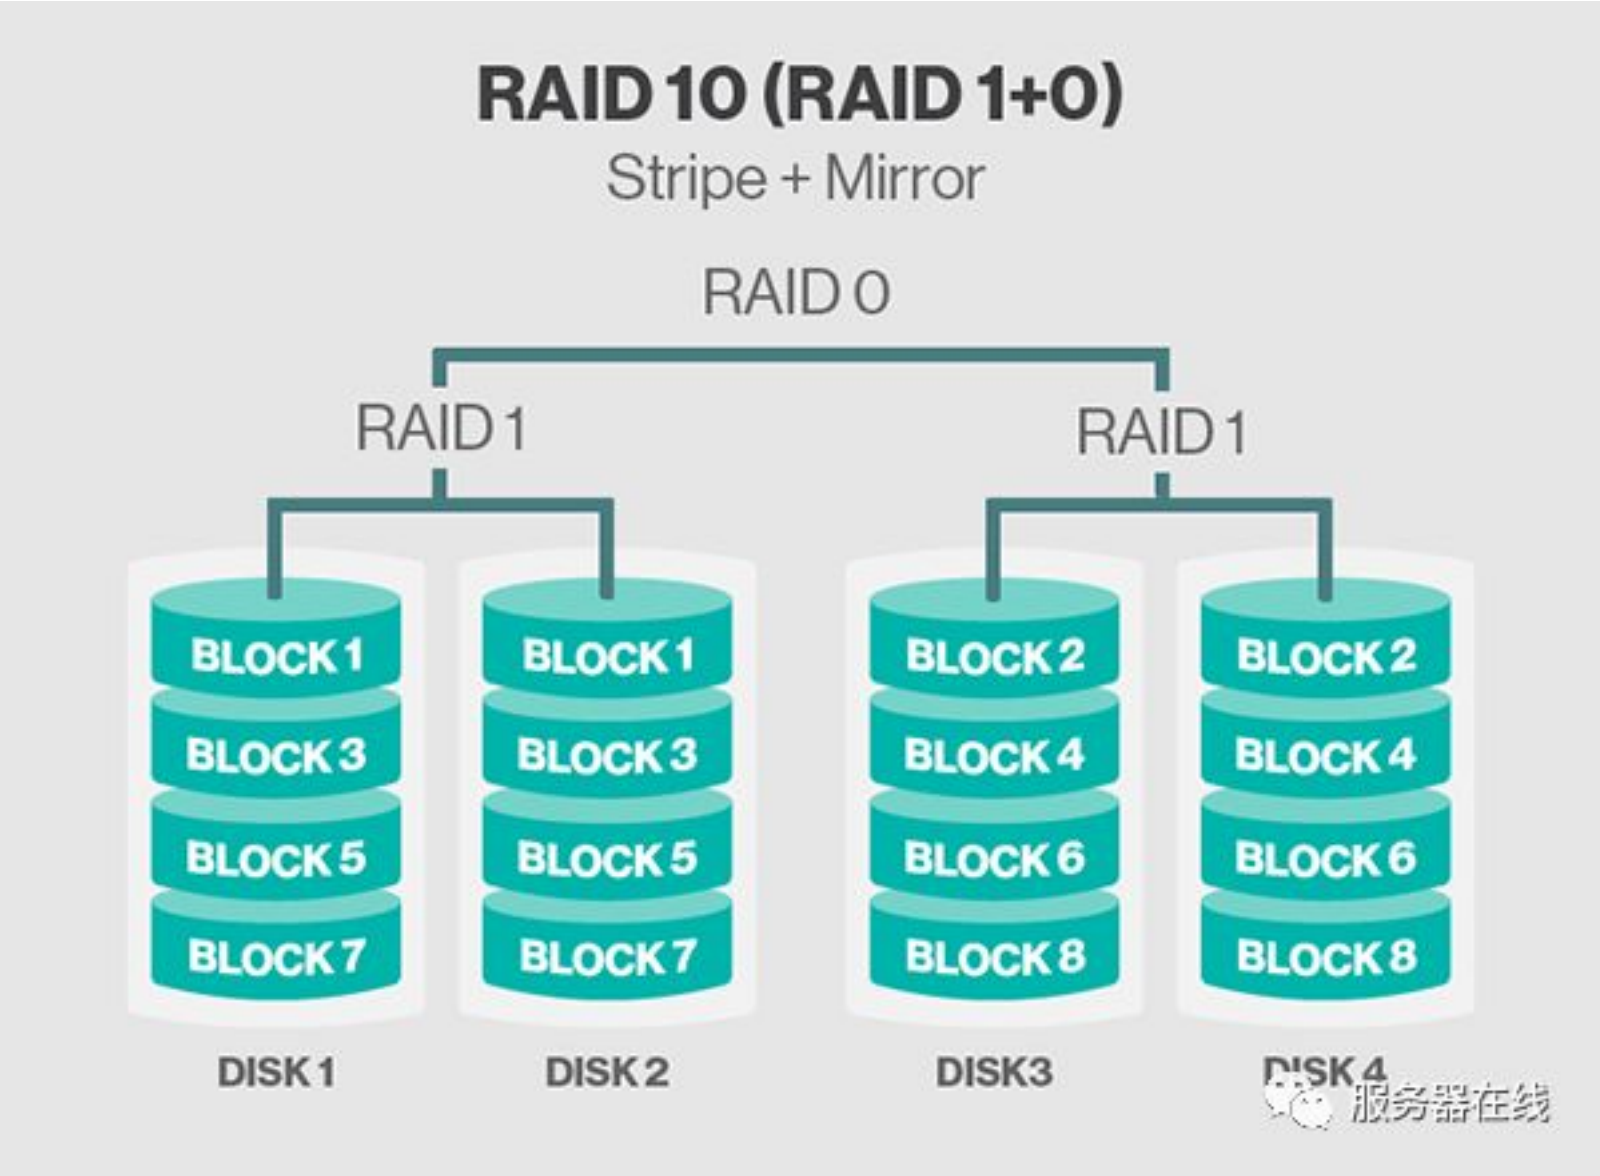 RAID 10 (RAID 1+0)
Stripe + Mirror
RAID 0
RAID 1
RAID 1
BLOCK 1
BLOCK 1
BLOCK 2
BLOCK 2
BLOCK 3
BLOCK 3
BLOCK 4
BLOCK 4
BLOCK 5
BLOCK 5
BLOCK 6
BLOCK 6
BLOCK 7
BLOCK 7
BLOCK 8
BLOCK 8
DISK 1
DISK 2
DISK3
DISK 4
服务器在线